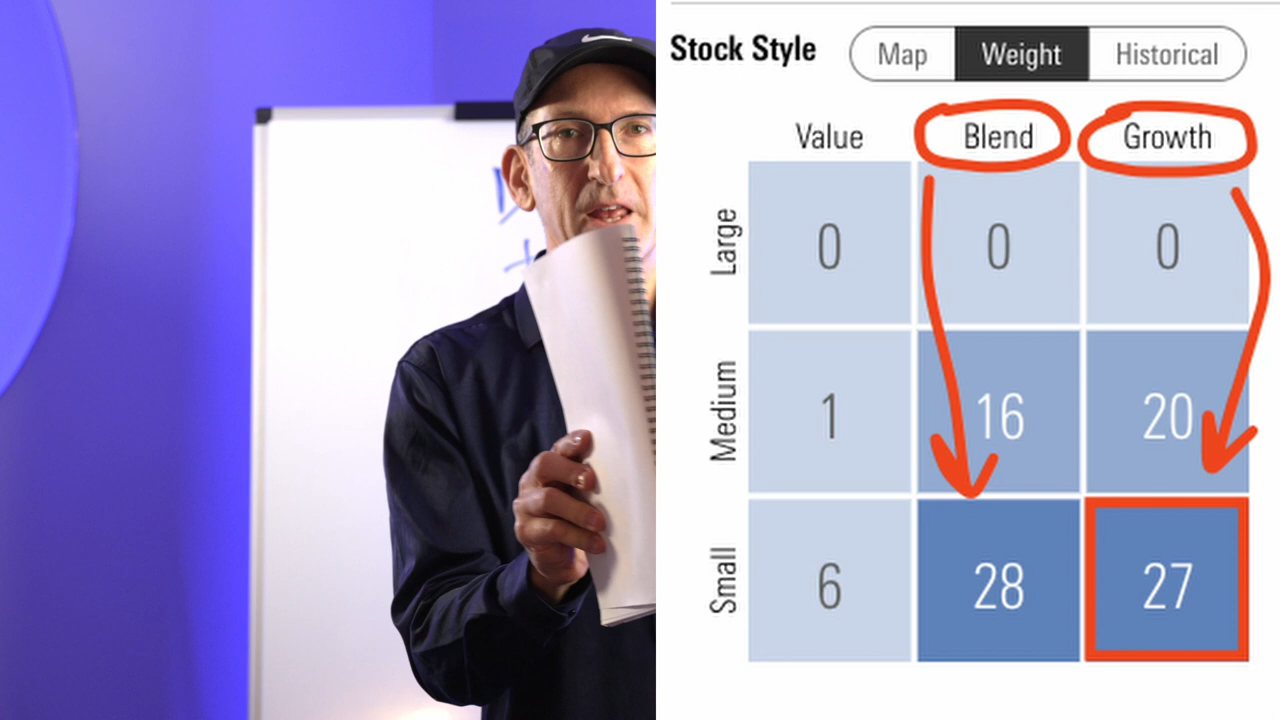 Stock Style Map Weight Historical
Value Blend Growth
Large 0 0 0
Medium 1 16 20
Small 6 28 27